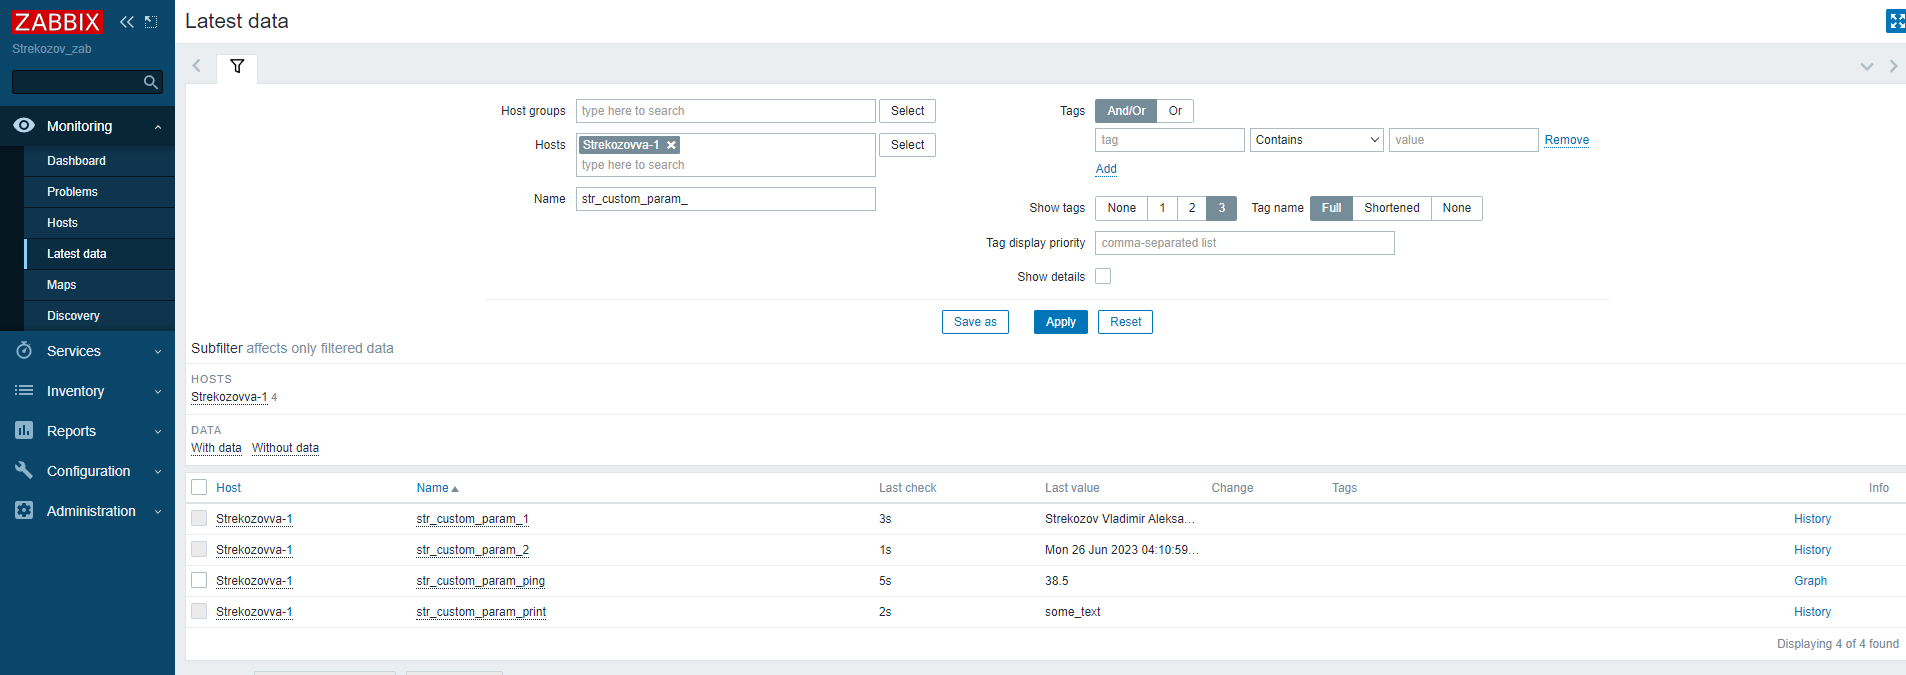 ZABBIX
Strekozov_zab
Monitoring
Dashboard
Problems
Hosts
Latest data
Maps
Discovery
Services
Inventory
Reports
Configuration
Administration
Latest data
Host groups type here to search Select
Hosts Strekozovva-1 Select
type here to search
Name str_custom_param_
Tags And/Or Or
tag Contains value Remove
Add
Show tags None 1 2 3 Tag name Full Shortened None
Tag display priority comma-separated list
Show details
Save as Apply Reset
Subfilter affects only filtered data
HOSTS
Strekozovva-1 4
DATA
With data Without data
Host Name Last check Last value Change Tags Info
Strekozovva-1 str_custom_param_1 3s Strekozov Vladimir Aleksa... History
Strekozovva-1 str_custom_param_2 1s Mon 26 Jun 2023 04:10:59... History
Strekozovva-1 str_custom_param_ping 5s 38.5 Graph
Strekozovva-1 str_custom_param_print 2s some_text History
Displaying 4 of 4 found